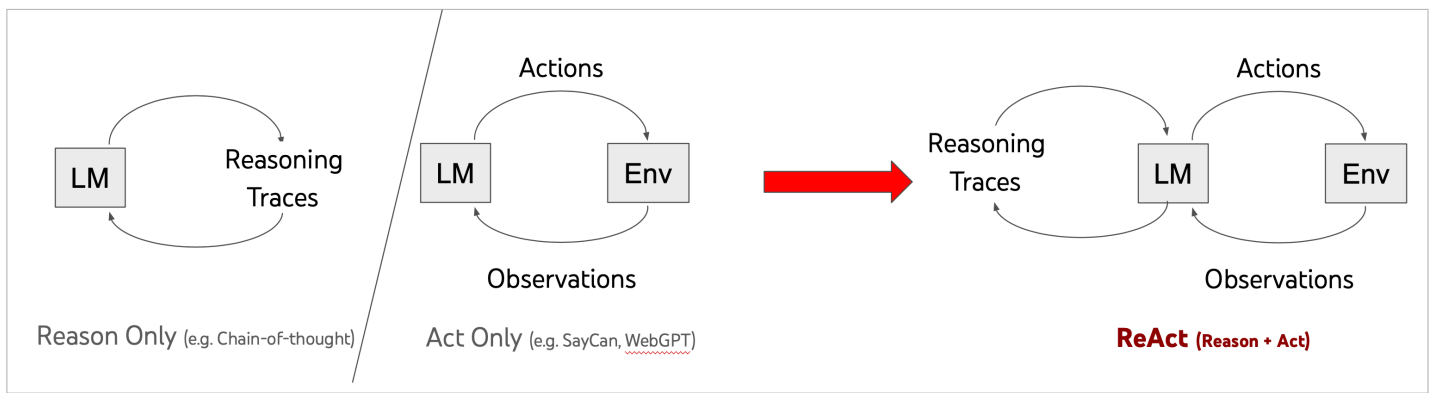 LM
Reasoning
Traces
Reason Only (e.g. Chain-of-thought)
Actions
LM
Env
Observations
Act Only (e.g. SayCan, WebGPT)
Reasoning
Traces
Actions
LM
Env
Observations
ReAct (Reason + Act)